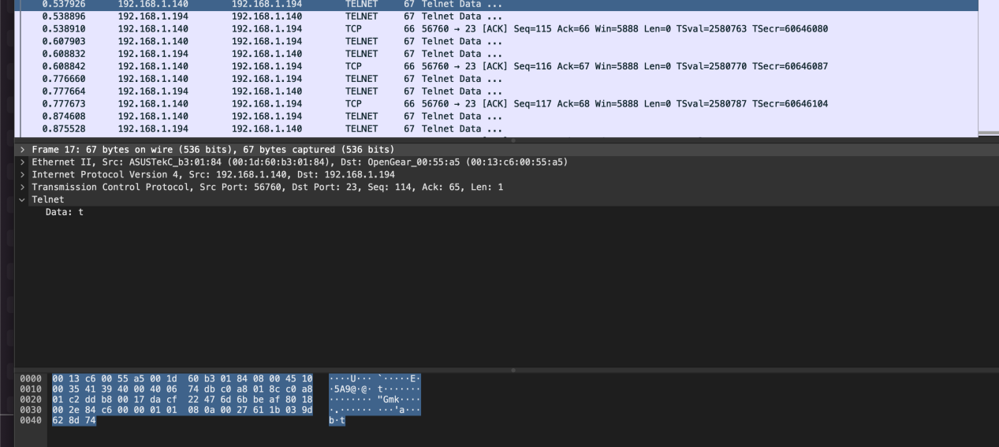 0.537926 192.168.1.140 192.168.1.194 TELNET 67 Telnet Data ...
0.538896 192.168.1.194 192.168.1.140 TELNET 67 Telnet Data ...
0.538910 192.168.1.140 192.168.1.194 TCP 66 56760 → 23 [ACK] Seq=115 Ack=66 Win=5888 Len=0 TSval=2580763 TSecr=60646080
0.607903 192.168.1.140 192.168.1.194 TELNET 67 Telnet Data ...
0.608832 192.168.1.194 192.168.1.140 TELNET 67 Telnet Data ...
0.608842 192.168.1.140 192.168.1.194 TCP 66 56760 → 23 [ACK] Seq=116 Ack=67 Win=5888 Len=0 TSval=2580770 TSecr=60646087
0.776660 192.168.1.140 192.168.1.194 TELNET 67 Telnet Data ...
0.777664 192.168.1.194 192.168.1.140 TELNET 67 Telnet Data ...
0.777673 192.168.1.140 192.168.1.194 TCP 66 56760 → 23 [ACK] Seq=117 Ack=68 Win=5888 Len=0 TSval=2580787 TSecr=60646104
0.874608 192.168.1.140 192.168.1.194 TELNET 67 Telnet Data ...
0.875528 192.168.1.194 192.168.1.140 TELNET 67 Telnet Data ...
Frame 17: 67 bytes on wire (536 bits), 67 bytes captured (536 bits)
Ethernet II, Src: ASUSTekC_b3:01:84 (00:1d:60:b3:01:84), Dst: OpenGear_00:55:a5 (00:13:c6:00:55:a5)
Internet Protocol Version 4, Src: 192.168.1.140, Dst: 192.168.1.194
Transmission Control Protocol, Src Port: 56760, Dst Port: 23, Seq: 114, Ack: 65, Len: 1
Telnet
Data: t
0000 00 13 c6 00 55 a5 00 1d 60 b3 01 84 08 00 45 10 ····U··· `·····E·
0010 00 35 41 39 40 00 40 06 74 db c0 a8 01 8c c0 a8 ·5A9@·@· t·······
0020 01 c2 dd b8 00 17 da cf 22 47 6d 6b be af 80 18 ········ "Gmk····
0030 00 2e 84 c6 00 00 01 01 08 0a 00 27 61 1b 03 9d ·.······ ···'a···
0040 62 8d 74 b·t